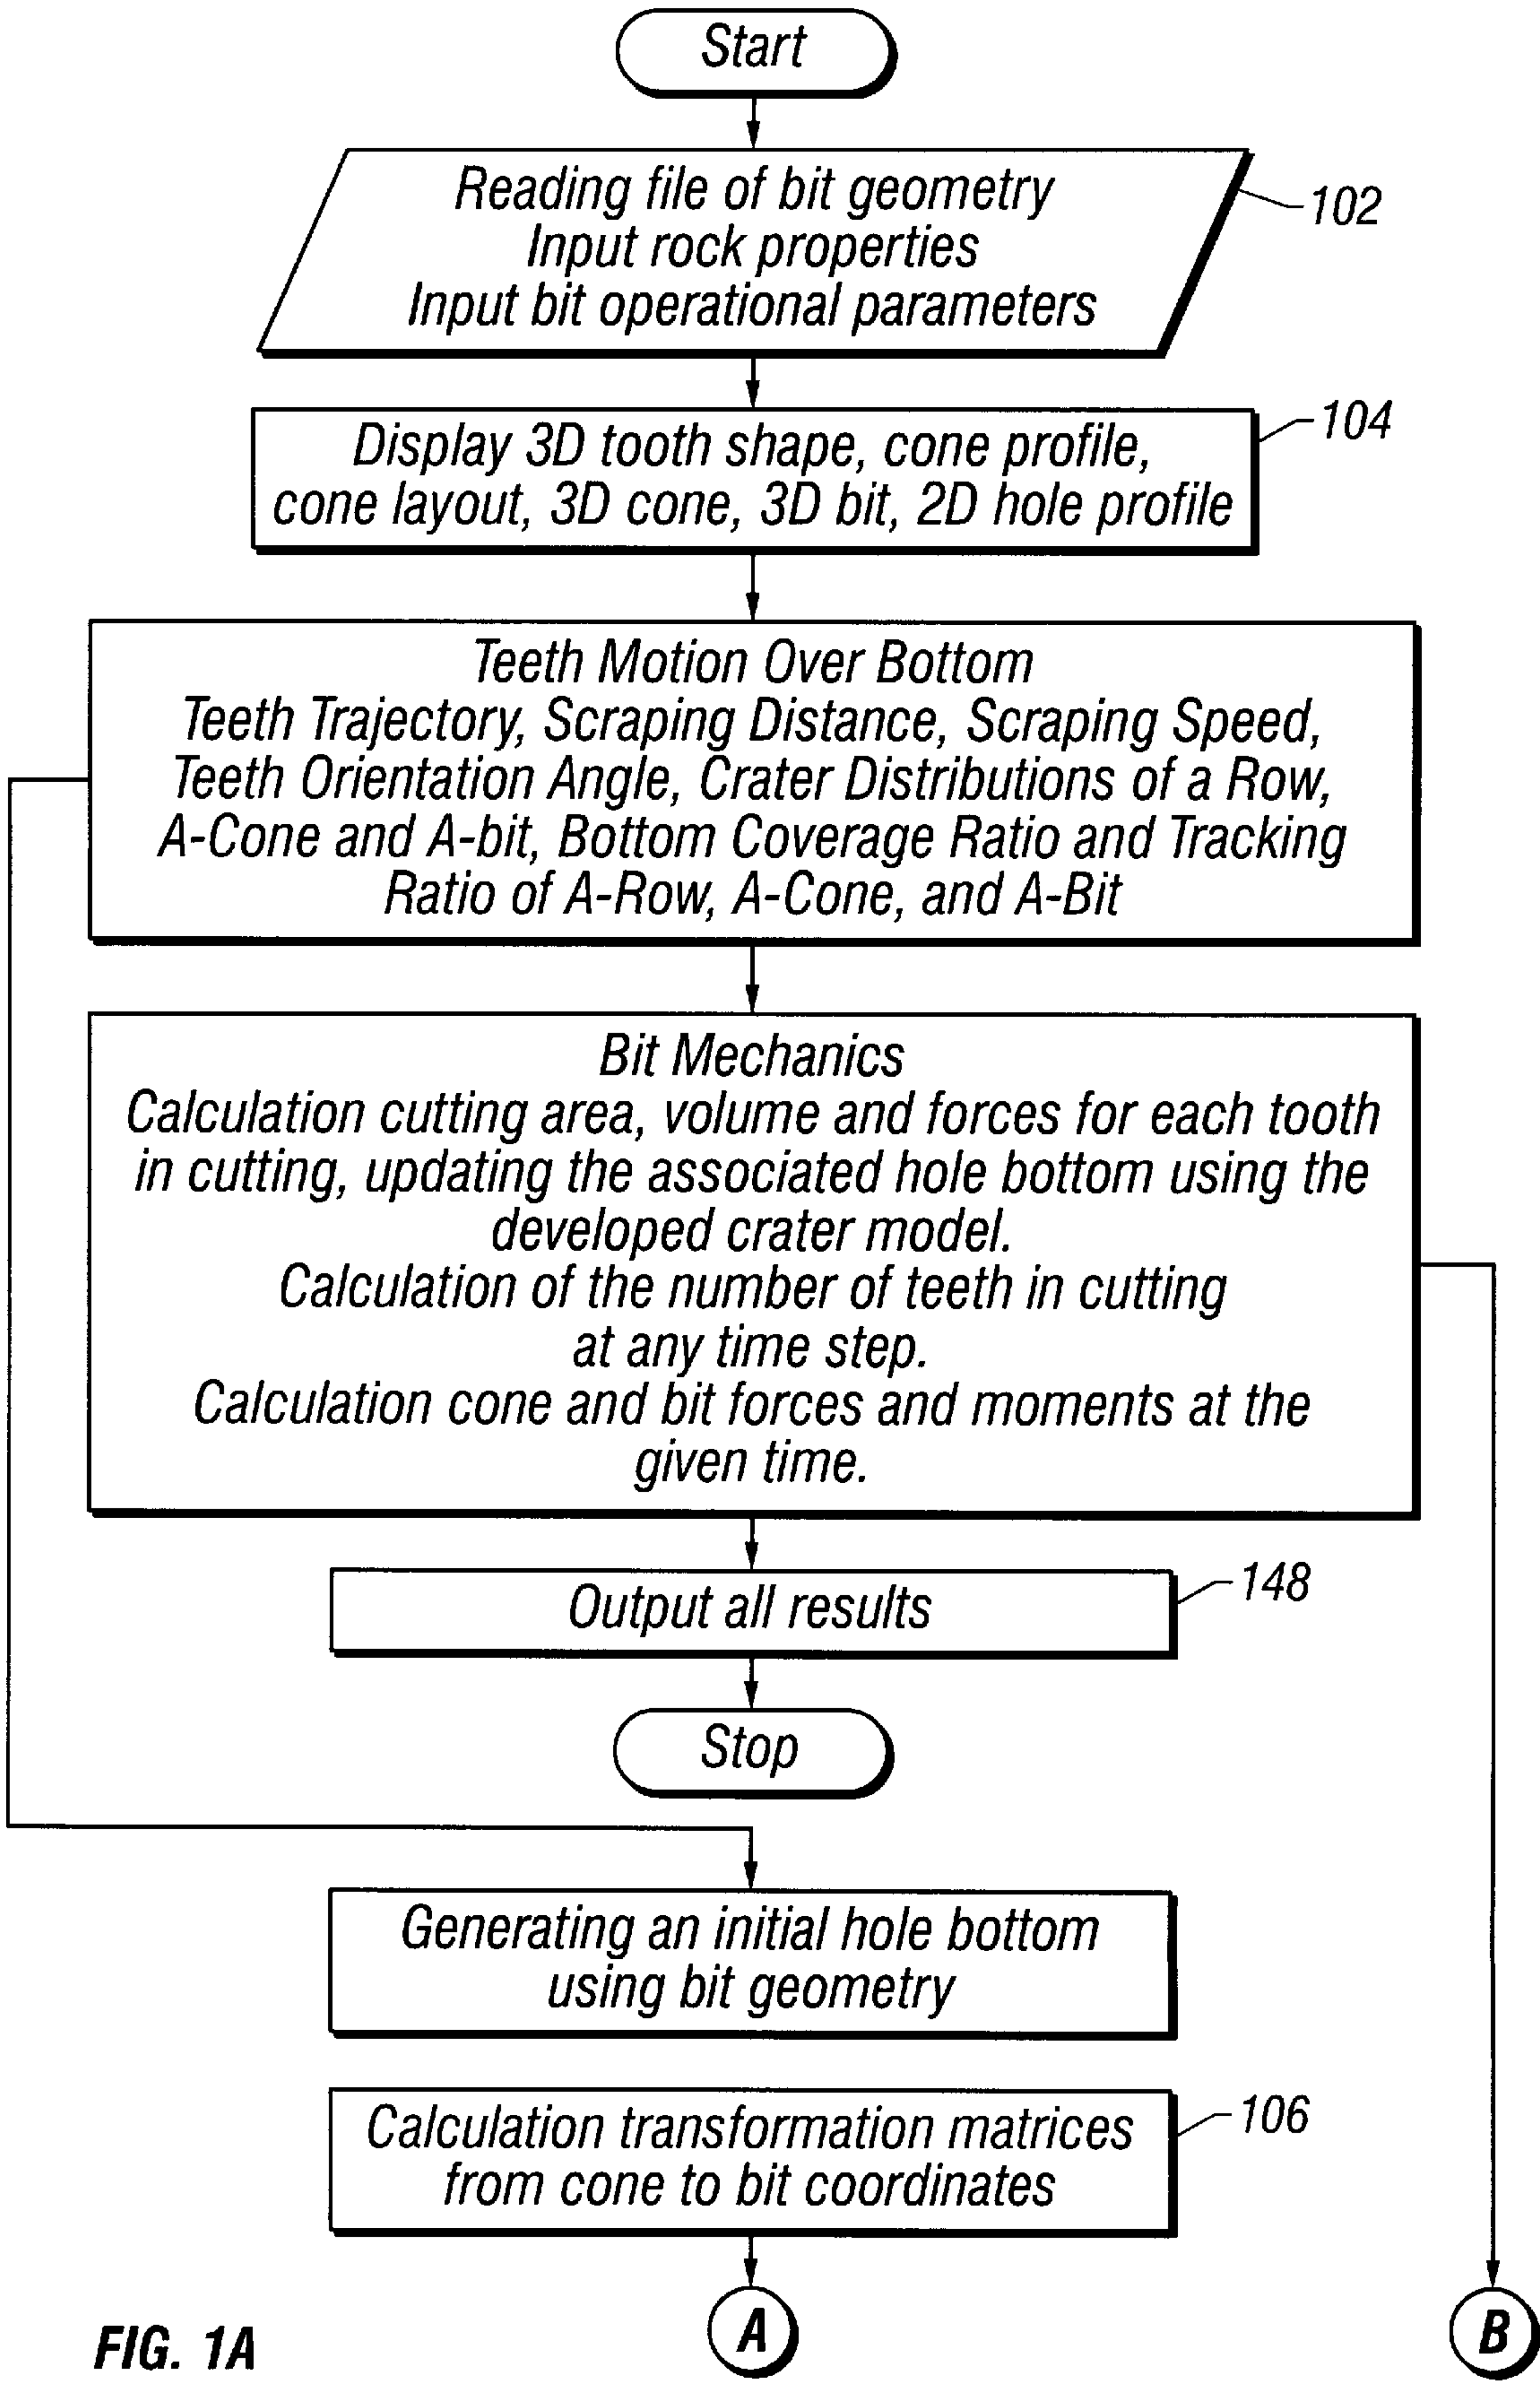 Start
Reading file of bit geometry
Input rock properties
Input bit operational parameters
102
Display 3D tooth shape, cone profile,
cone layout, 3D cone, 3D bit, 2D hole profile
104
Teeth Motion Over Bottom
Teeth Trajectory, Scraping Distance, Scraping Speed,
Teeth Orientation Angle, Crater Distributions of a Row,
A-Cone and A-bit, Bottom Coverage Ratio and Tracking
Ratio of A-Row, A-Cone, and A-Bit
Bit Mechanics
Calculation cutting area, volume and forces for each tooth
in cutting, updating the associated hole bottom using the
developed crater model.
Calculation of the number of teeth in cutting
at any time step.
Calculation cone and bit forces and moments at the
given time.
Output all results
148
Stop
Generating an initial hole bottom
using bit geometry
Calculation transformation matrices
from cone to bit coordinates
106
A
B
FIG. 1A